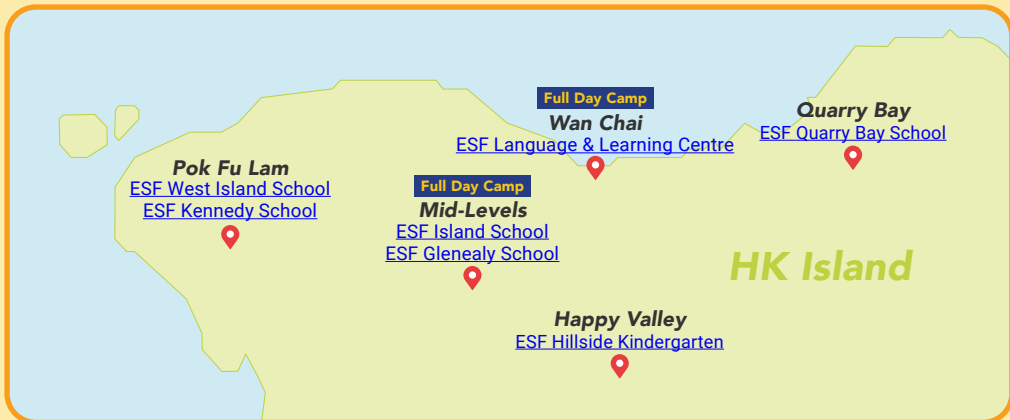 Full Day Camp
Wan Chai
ESF Language & Learning Centre
Quarry Bay
ESF Quarry Bay School
Pok Fu Lam
ESF West Island School
ESF Kennedy School
Full Day Camp
Mid-Levels
ESF Island School
ESF Glenealy School
HK Island
Happy Valley
ESF Hillside Kindergarten